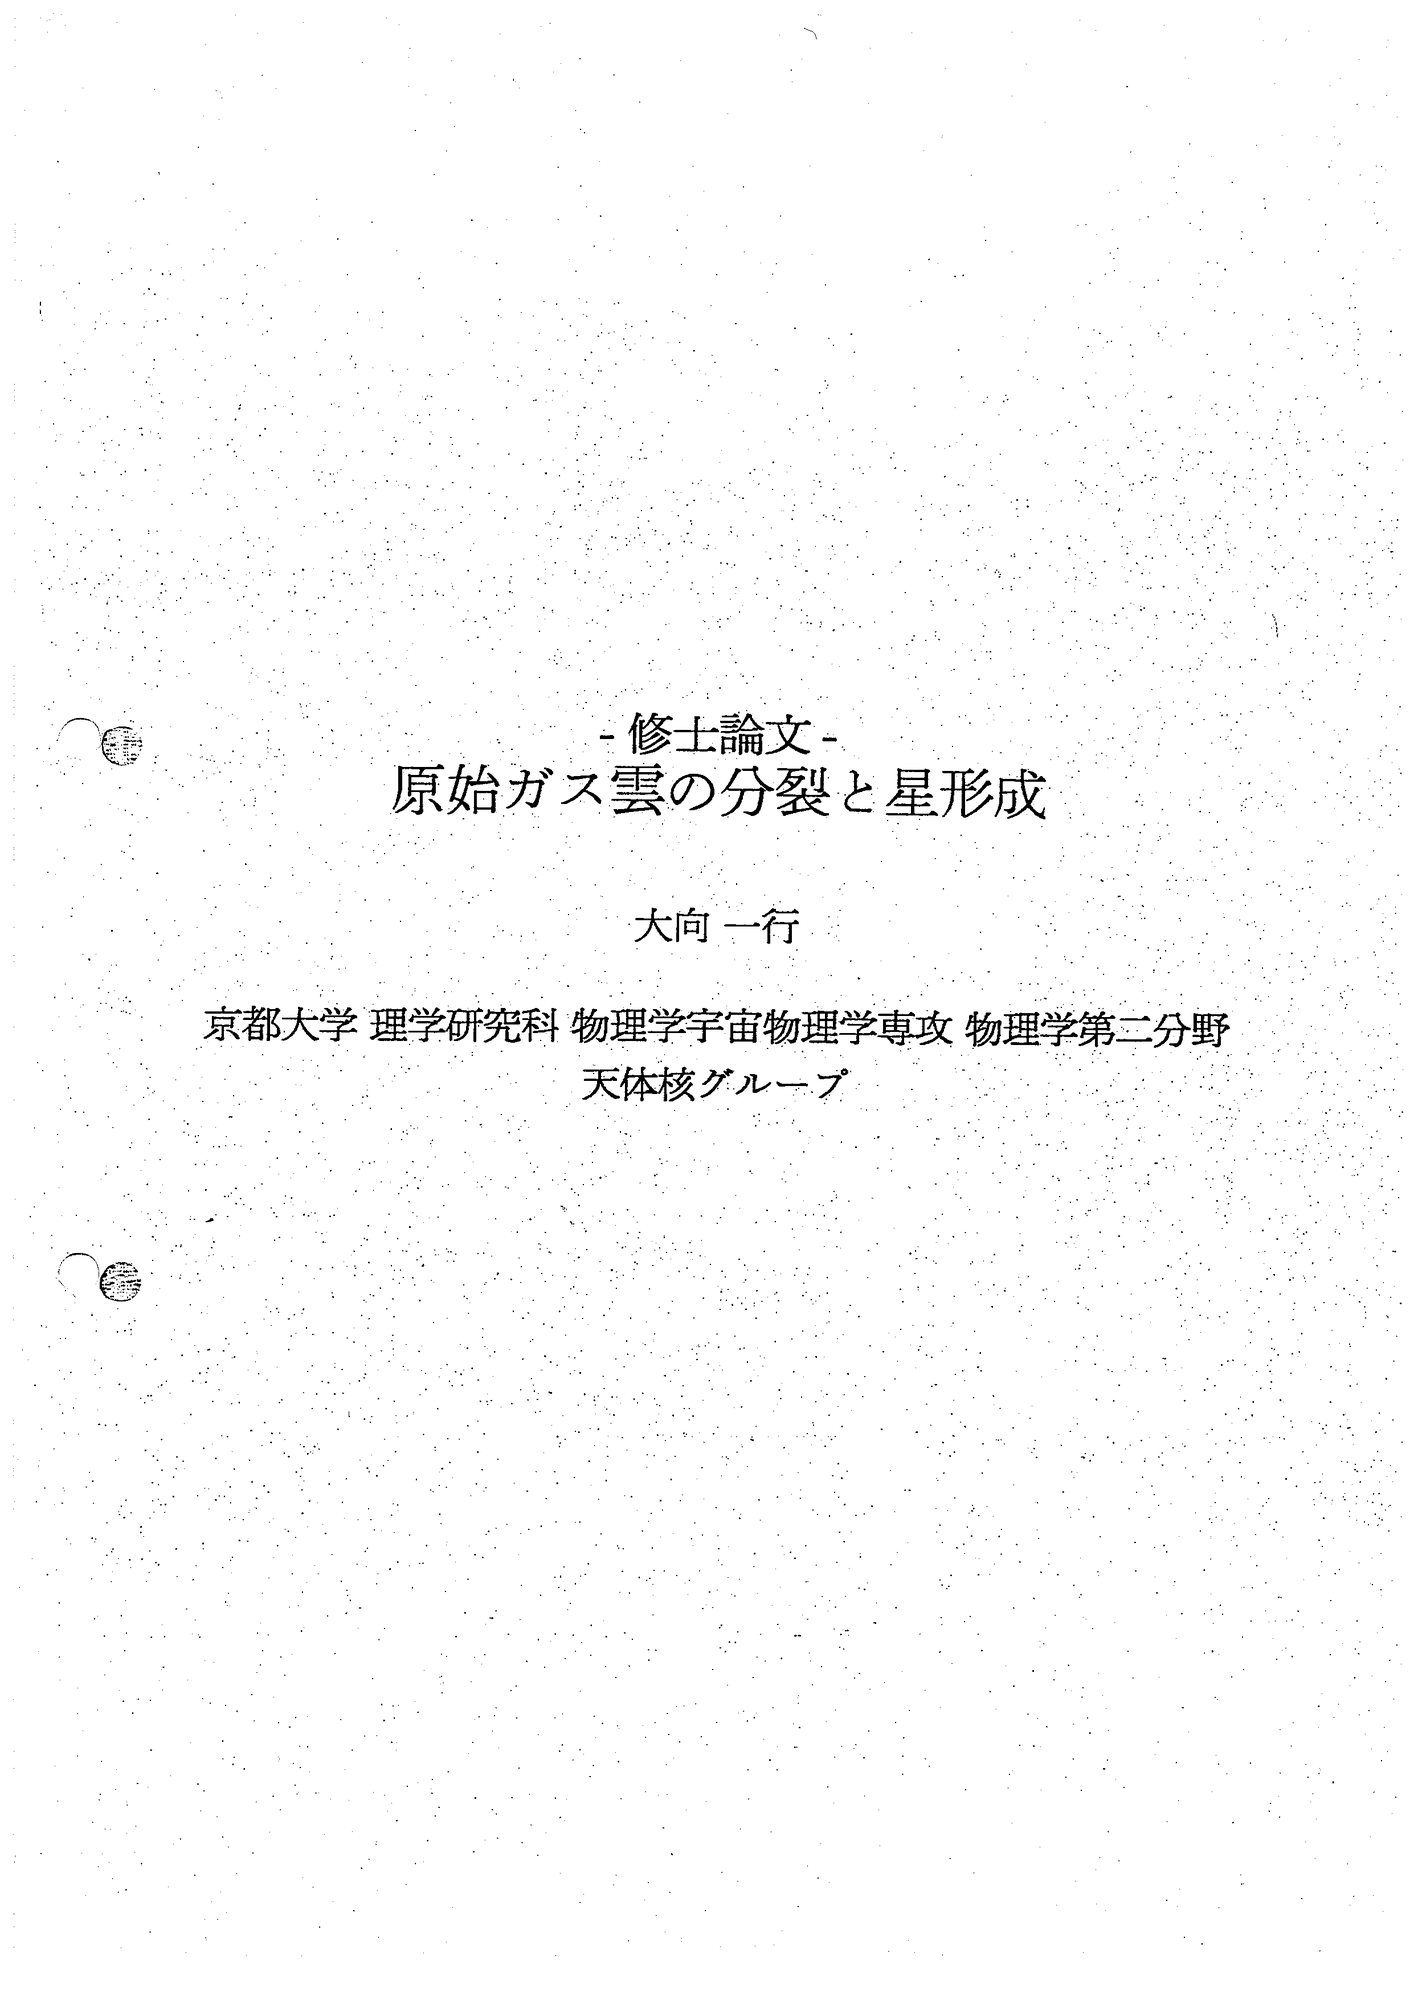 - 修士論文 -
原始ガス雲の分裂と星形成
大向 一行
京都大学 理学研究科 物理学宇宙物理学専攻 物理学第二分野
天体核グループ